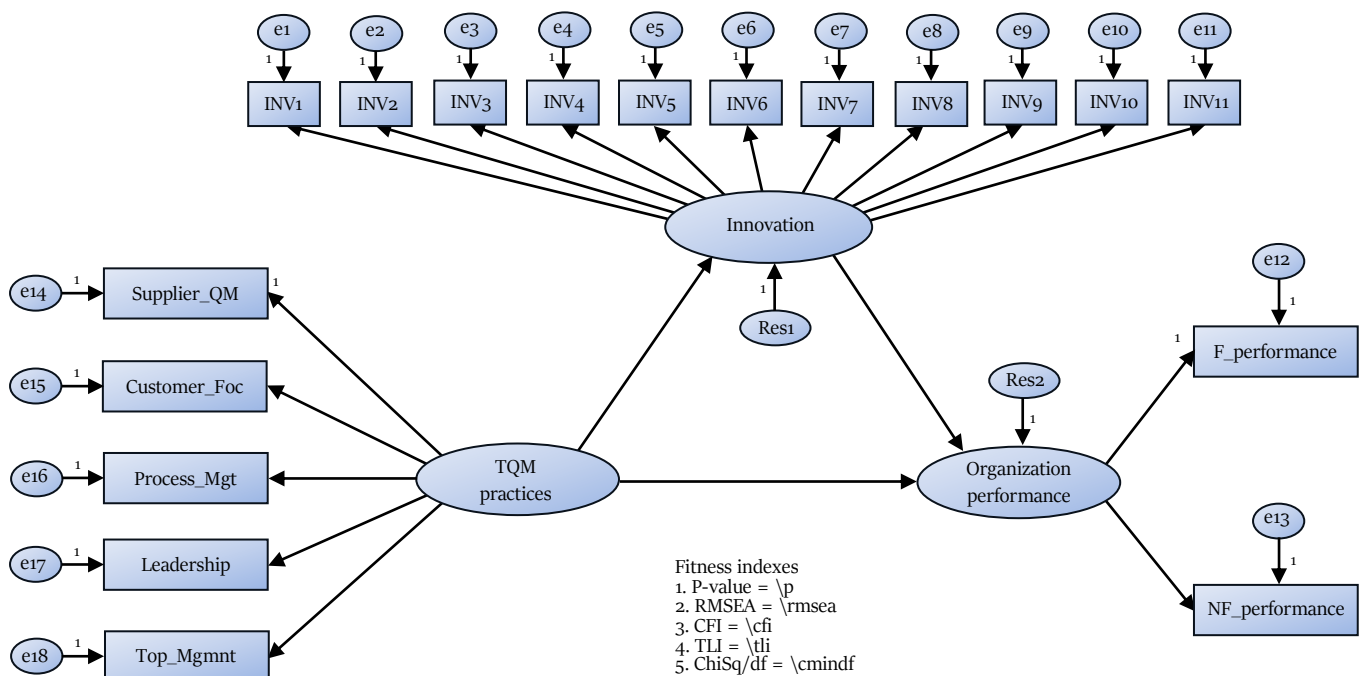 e1 e2 e3 e4 e5 e6 e7 e8 e9 e10 e11
1 1 1 1 1 1 1 1 1 1 1
INV1 INV2 INV3 INV4 INV5 INV6 INV7 INV8 INV9 INV10 INV11
Innovation
1
Res1
e14 1 Supplier_QM 1
e15 1 Customer_Foc
e16 1 Process_Mgt
e17 1 Leadership
e18 1 Top_Mgmnt
TQM
practices
Res2
1
Organization
performance
e12
1
1 F_performance
e13
1
NF_performance
Fitness indexes
1. P-value = \p
2. RMSEA = \rmsea
3. CFI = \cfi
4. TLI = \tli
5. ChiSq/df = \cmindf